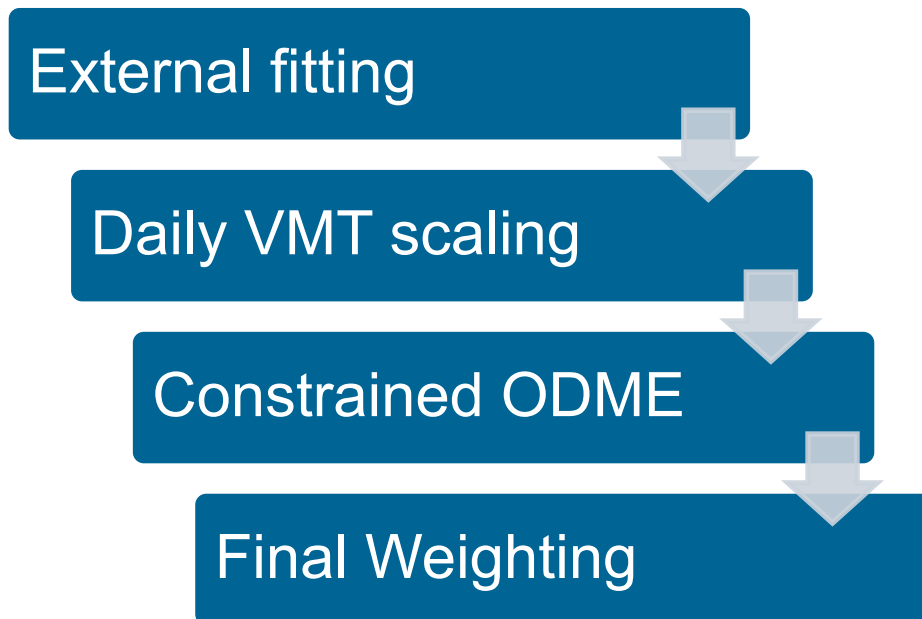 External fitting
Daily VMT scaling
Constrained ODME
Final Weighting